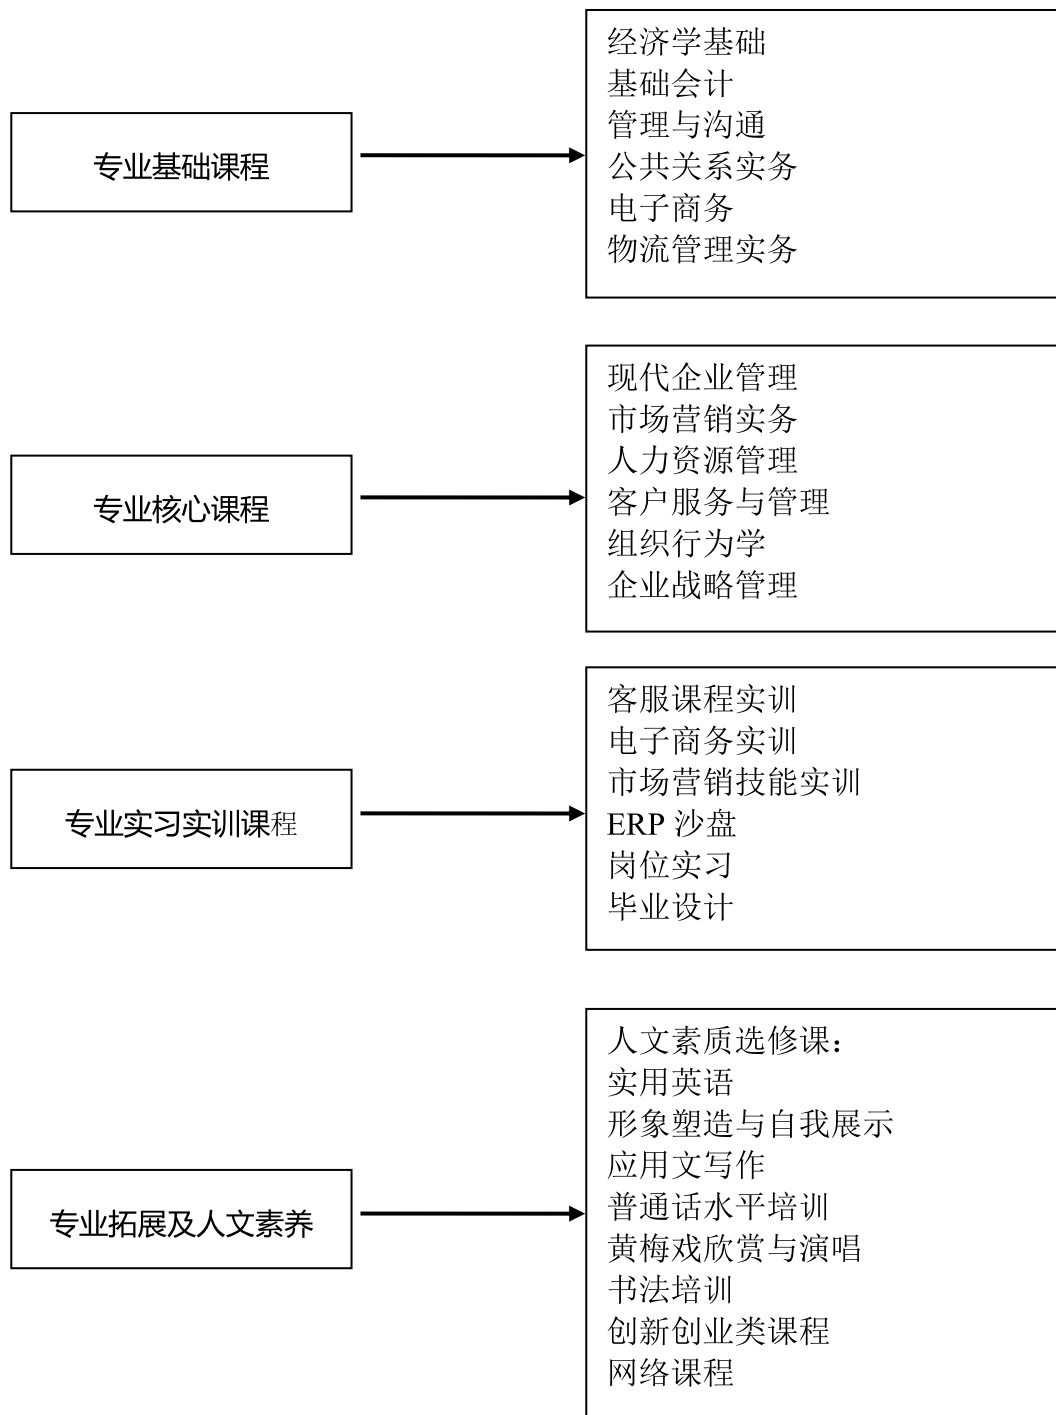 专业基础课程
经济学基础
基础会计
管理与沟通
公共关系实务
电子商务
物流管理实务
专业核心课程
现代企业管理
市场营销实务
人力资源管理
客户服务与管理
组织行为学
企业战略管理
专业实习实训课程
客服课程实训
电子商务实训
市场营销技能实训
ERP 沙盘
岗位实习
毕业设计
专业拓展及人文素养
人文素质选修课：
实用英语
形象塑造与自我展示
应用文写作
普通话水平培训
黄梅戏欣赏与演唱
书法培训
创新创业类课程
网络课程